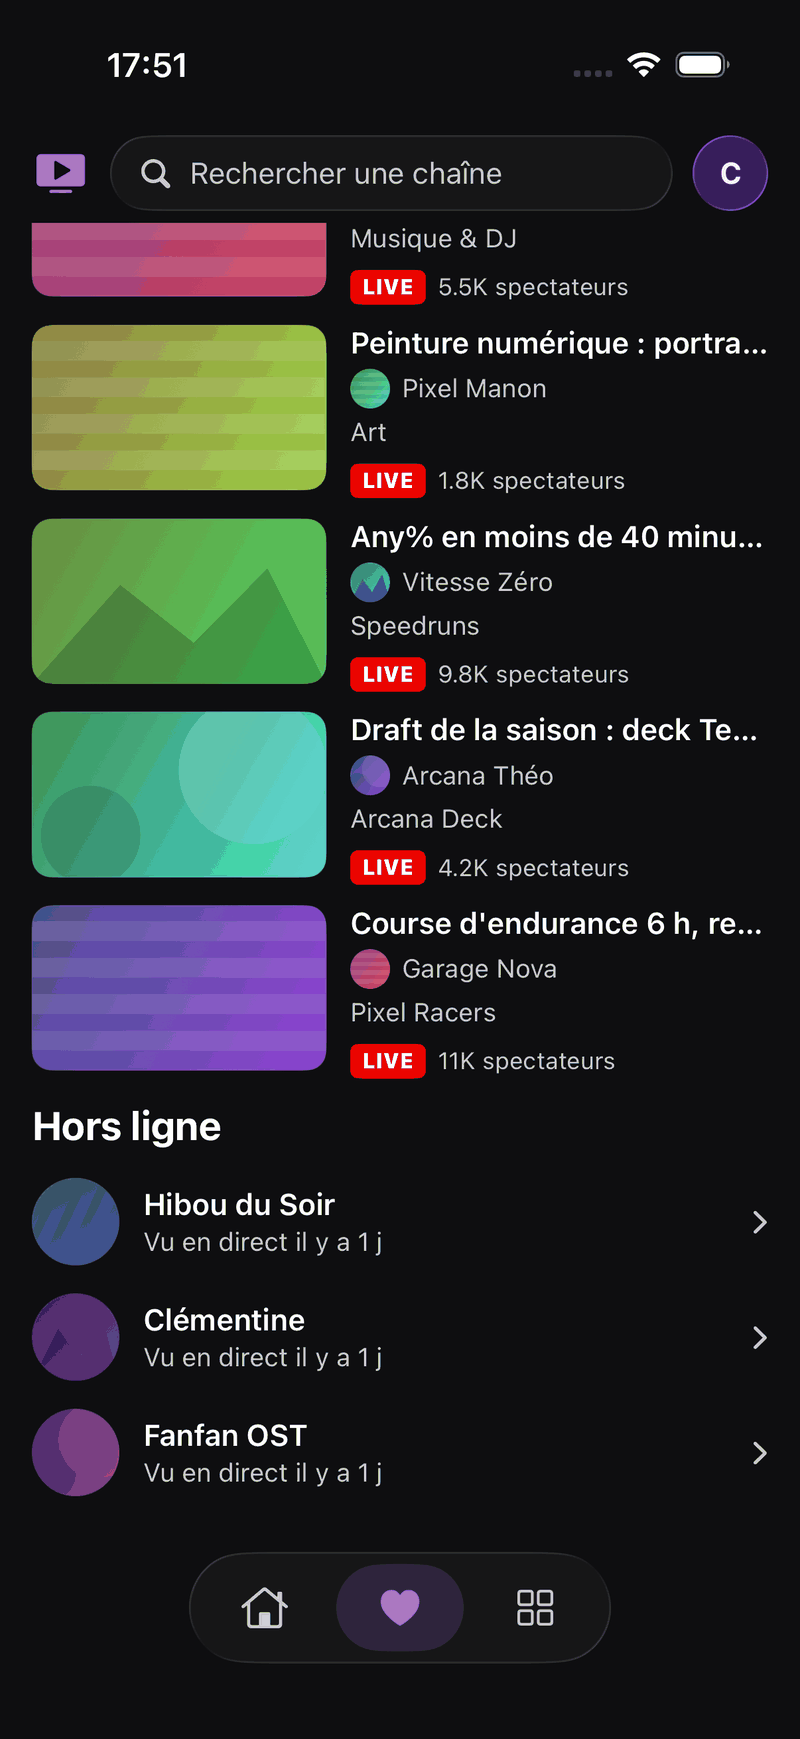 17:51
Rechercher une chaîne
C
Musique & DJ
LIVE 5.5K spectateurs
Peinture numérique : portra...
Pixel Manon
Art
LIVE 1.8K spectateurs
Any% en moins de 40 minu...
Vitesse Zéro
Speedruns
LIVE 9.8K spectateurs
Draft de la saison : deck Te...
Arcana Théo
Arcana Deck
LIVE 4.2K spectateurs
Course d'endurance 6 h, re...
Garage Nova
Pixel Racers
LIVE 11K spectateurs
Hors ligne
Hibou du Soir
Vu en direct il y a 1 j
Clémentine
Vu en direct il y a 1 j
Fanfan OST
Vu en direct il y a 1 j